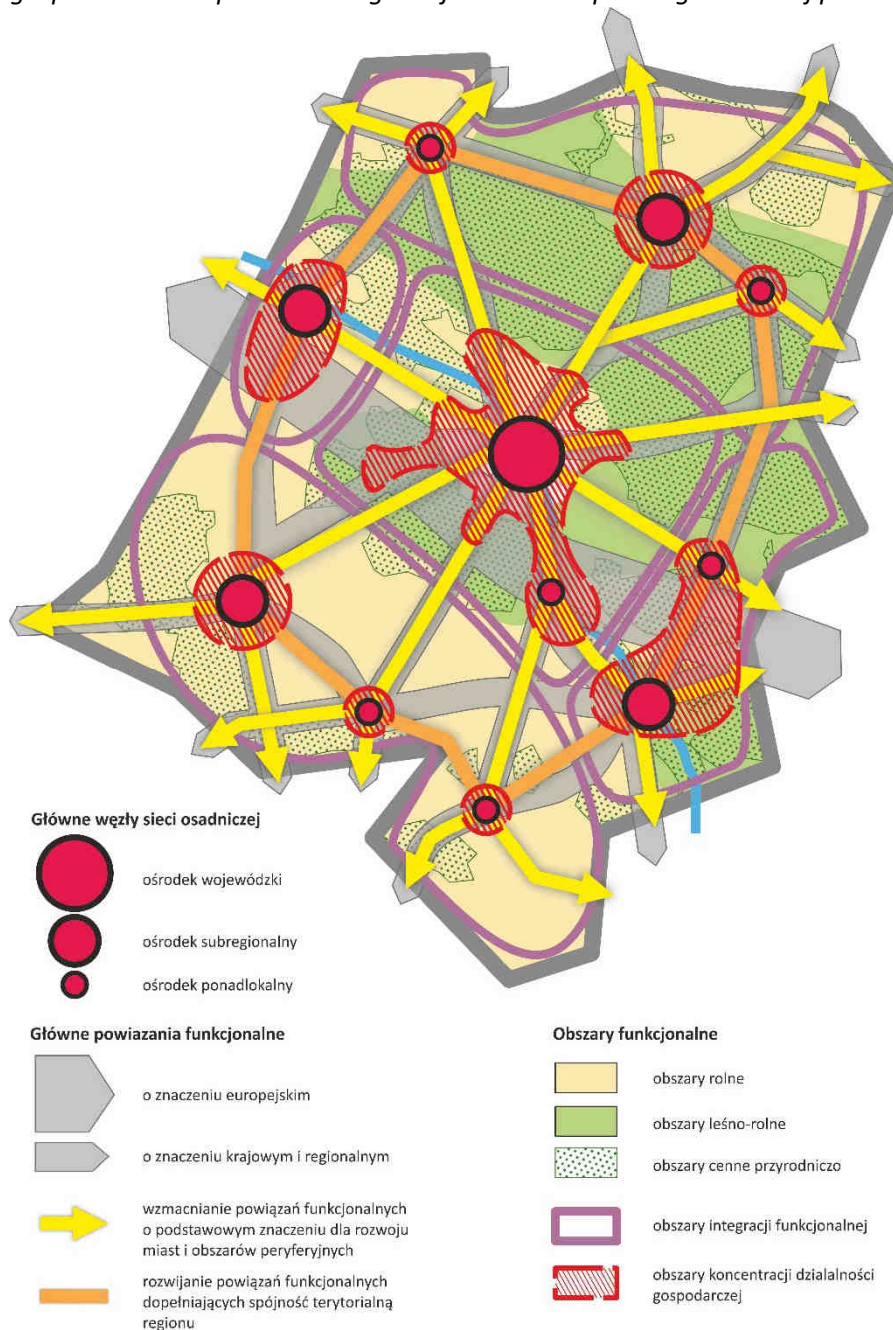 Główne węzły sieci osadniczej
ośrodek wojewódzki
ośrodek subregionalny
ośrodek ponadlokalny
Główne powiazania funkcjonalne
o znaczeniu europejskim
o znaczeniu krajowym i regionalnym
wzmacnianie powiązań funkcjonalnych
o podstawowym znaczeniu dla rozwoju
miast i obszarów peryferyjnych
rozwijanie powiązań funkcjonalnych
dopełniających spójność terytorialną
regionu
Obszary funkcjonalne
obszary rolne
obszary leśno-rolne
obszary cenne przyrodniczo
obszary integracji funkcjonalnej
obszary koncentracji dzialalności
gospodarczej